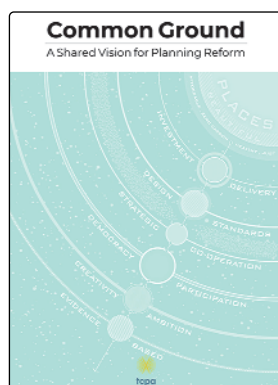 Common Ground
A Shared Vision for Planning Reform
PLACES
INVESTMENT
DELIVERY
DESIGN
STANDARDS
STRATEGIC
CO-OPERATION
DEMOCRACY
PARTICIPATION
CREATIVITY
AMBITION
EVIDENCE
BASED
tcpa